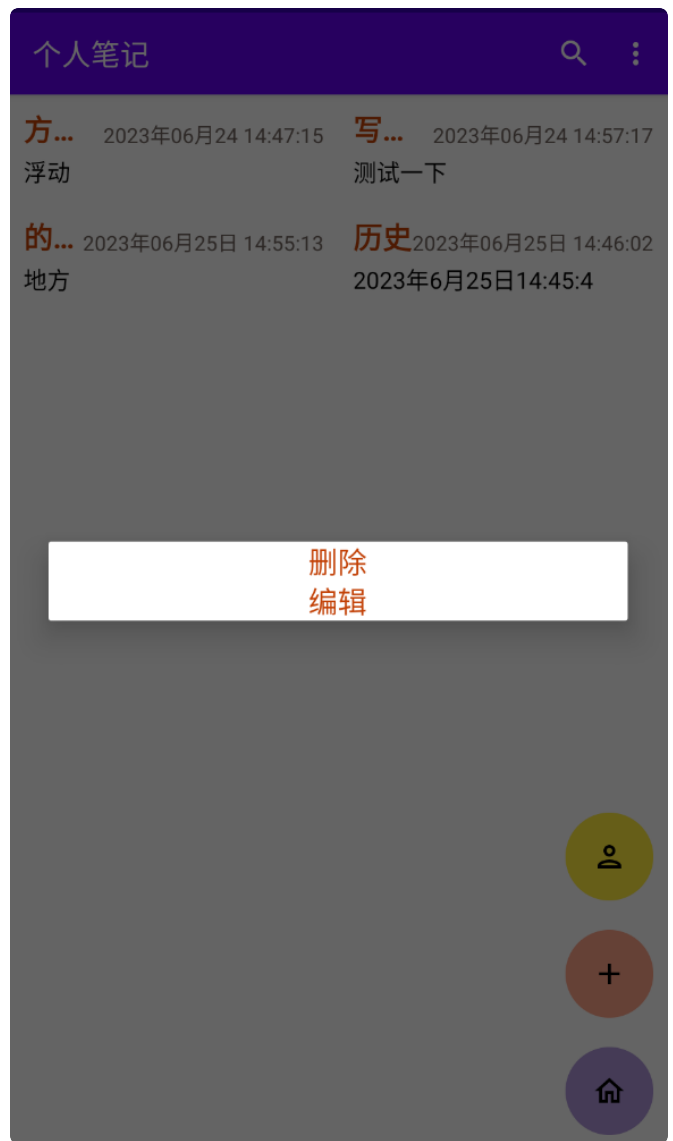 个人笔记
方... 2023年06月24 14:47:15
浮动
写... 2023年06月24 14:57:17
测试一下
的... 2023年06月25日 14:55:13
地方
历史 2023年06月25日 14:46:02
2023年6月25日14:45:4
删除
编辑